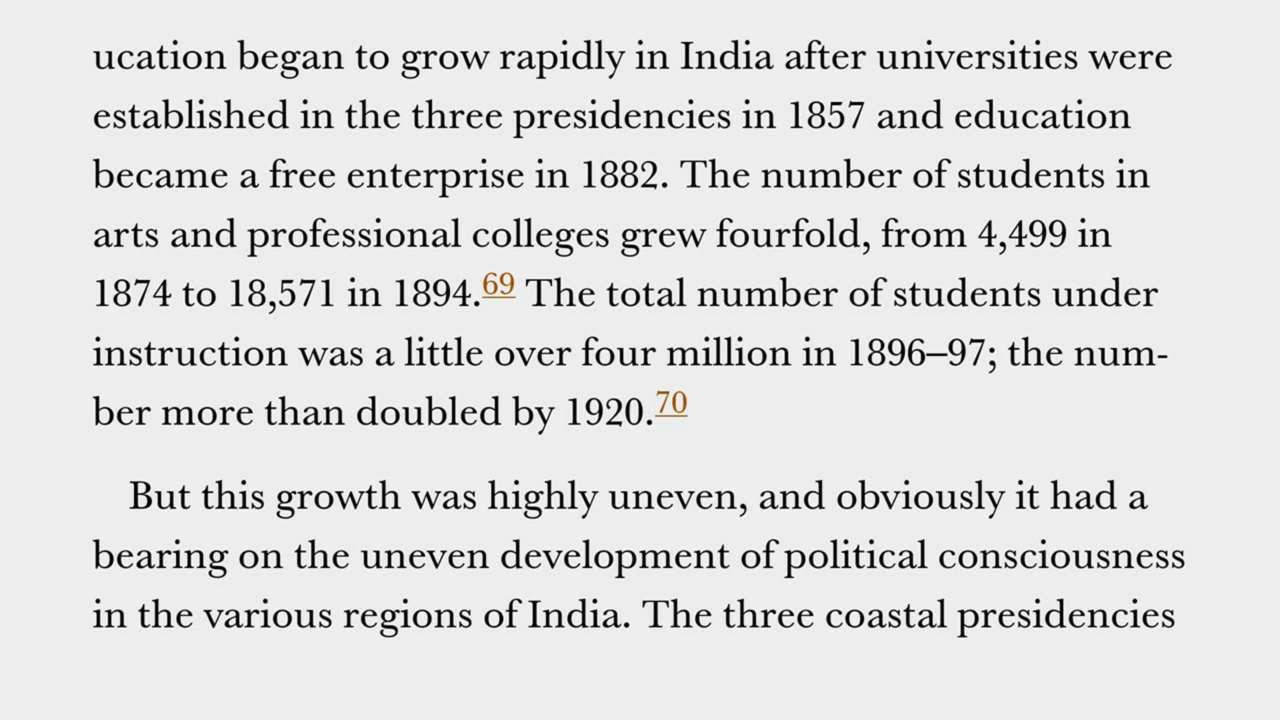 ucation began to grow rapidly in India after universities were
established in the three presidencies in 1857 and education
became a free enterprise in 1882. The number of students in
arts and professional colleges grew fourfold, from 4,499 in
1874 to 18,571 in 1894.69 The total number of students under
instruction was a little over four million in 1896–97; the num-
ber more than doubled by 1920.70
But this growth was highly uneven, and obviously it had a
bearing on the uneven development of political consciousness
in the various regions of India. The three coastal presidencies